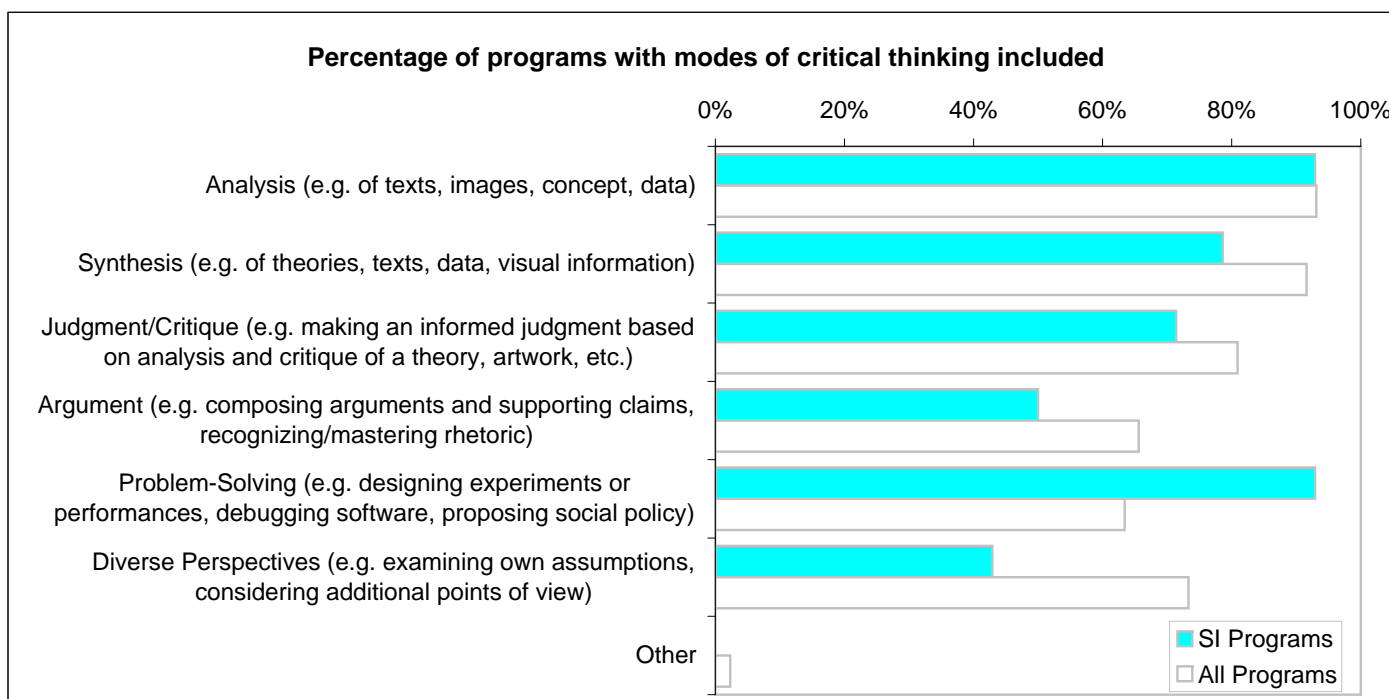 Percentage of programs with modes of critical thinking included
0% 20% 40% 60% 80% 100%
Analysis (e.g. of texts, images, concept, data)
Synthesis (e.g. of theories, texts, data, visual information)
Judgment/Critique (e.g. making an informed judgment based
on analysis and critique of a theory, artwork, etc.)
Argument (e.g. composing arguments and supporting claims,
recognizing/mastering rhetoric)
Problem-Solving (e.g. designing experiments or
performances, debugging software, proposing social policy)
Diverse Perspectives (e.g. examining own assumptions,
considering additional points of view)
Other
SI Programs
All Programs